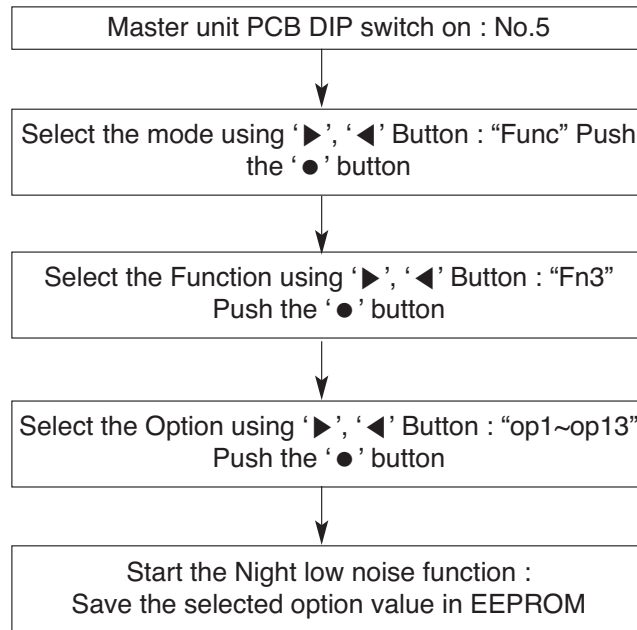 Master unit PCB DIP switch on : No.5
Select the mode using ‘▶’, ‘◀’ Button : “Func” Push
the ‘●’ button
Select the Function using ‘▶’, ‘◀’ Button : “Fn3”
Push the ‘●’ button
Select the Option using ‘▶’, ‘◀’ Button : “op1~op13”
Push the ‘●’ button
Start the Night low noise function :
Save the selected option value in EEPROM